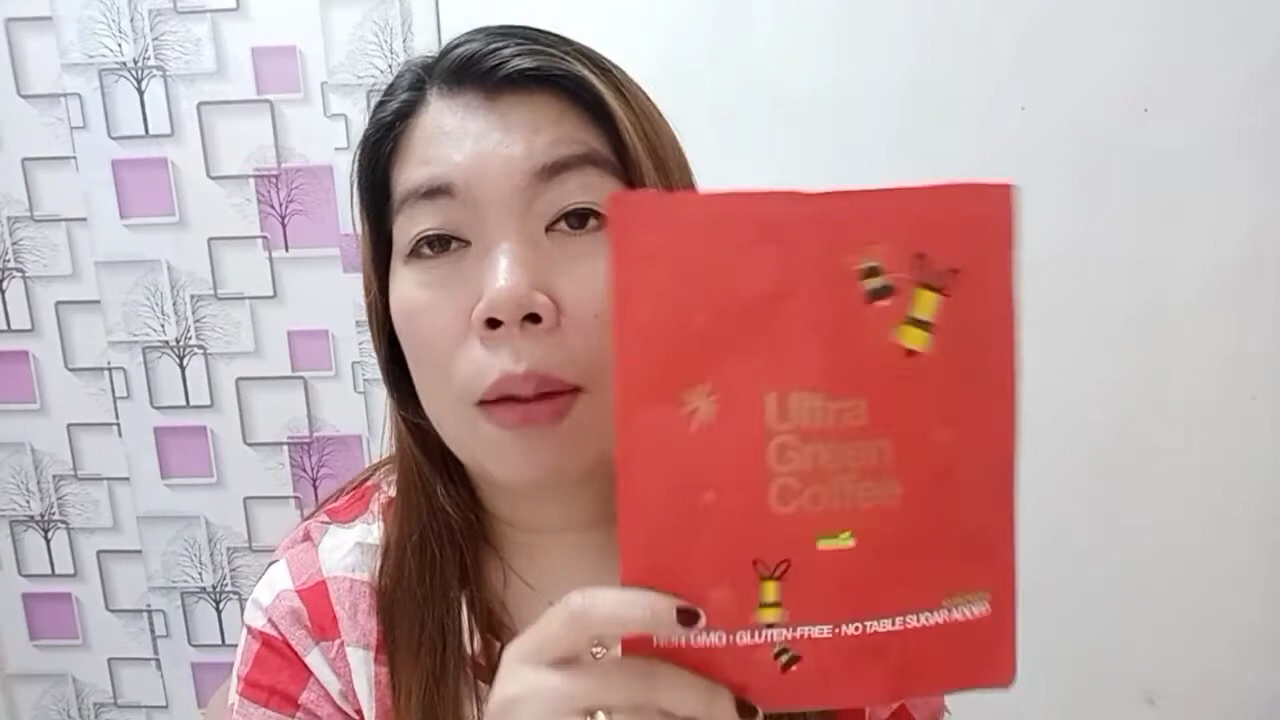 Ultra
Green
Coffee
NON-GMO • GLUTEN-FREE • NO TABLE SUGAR ADDED